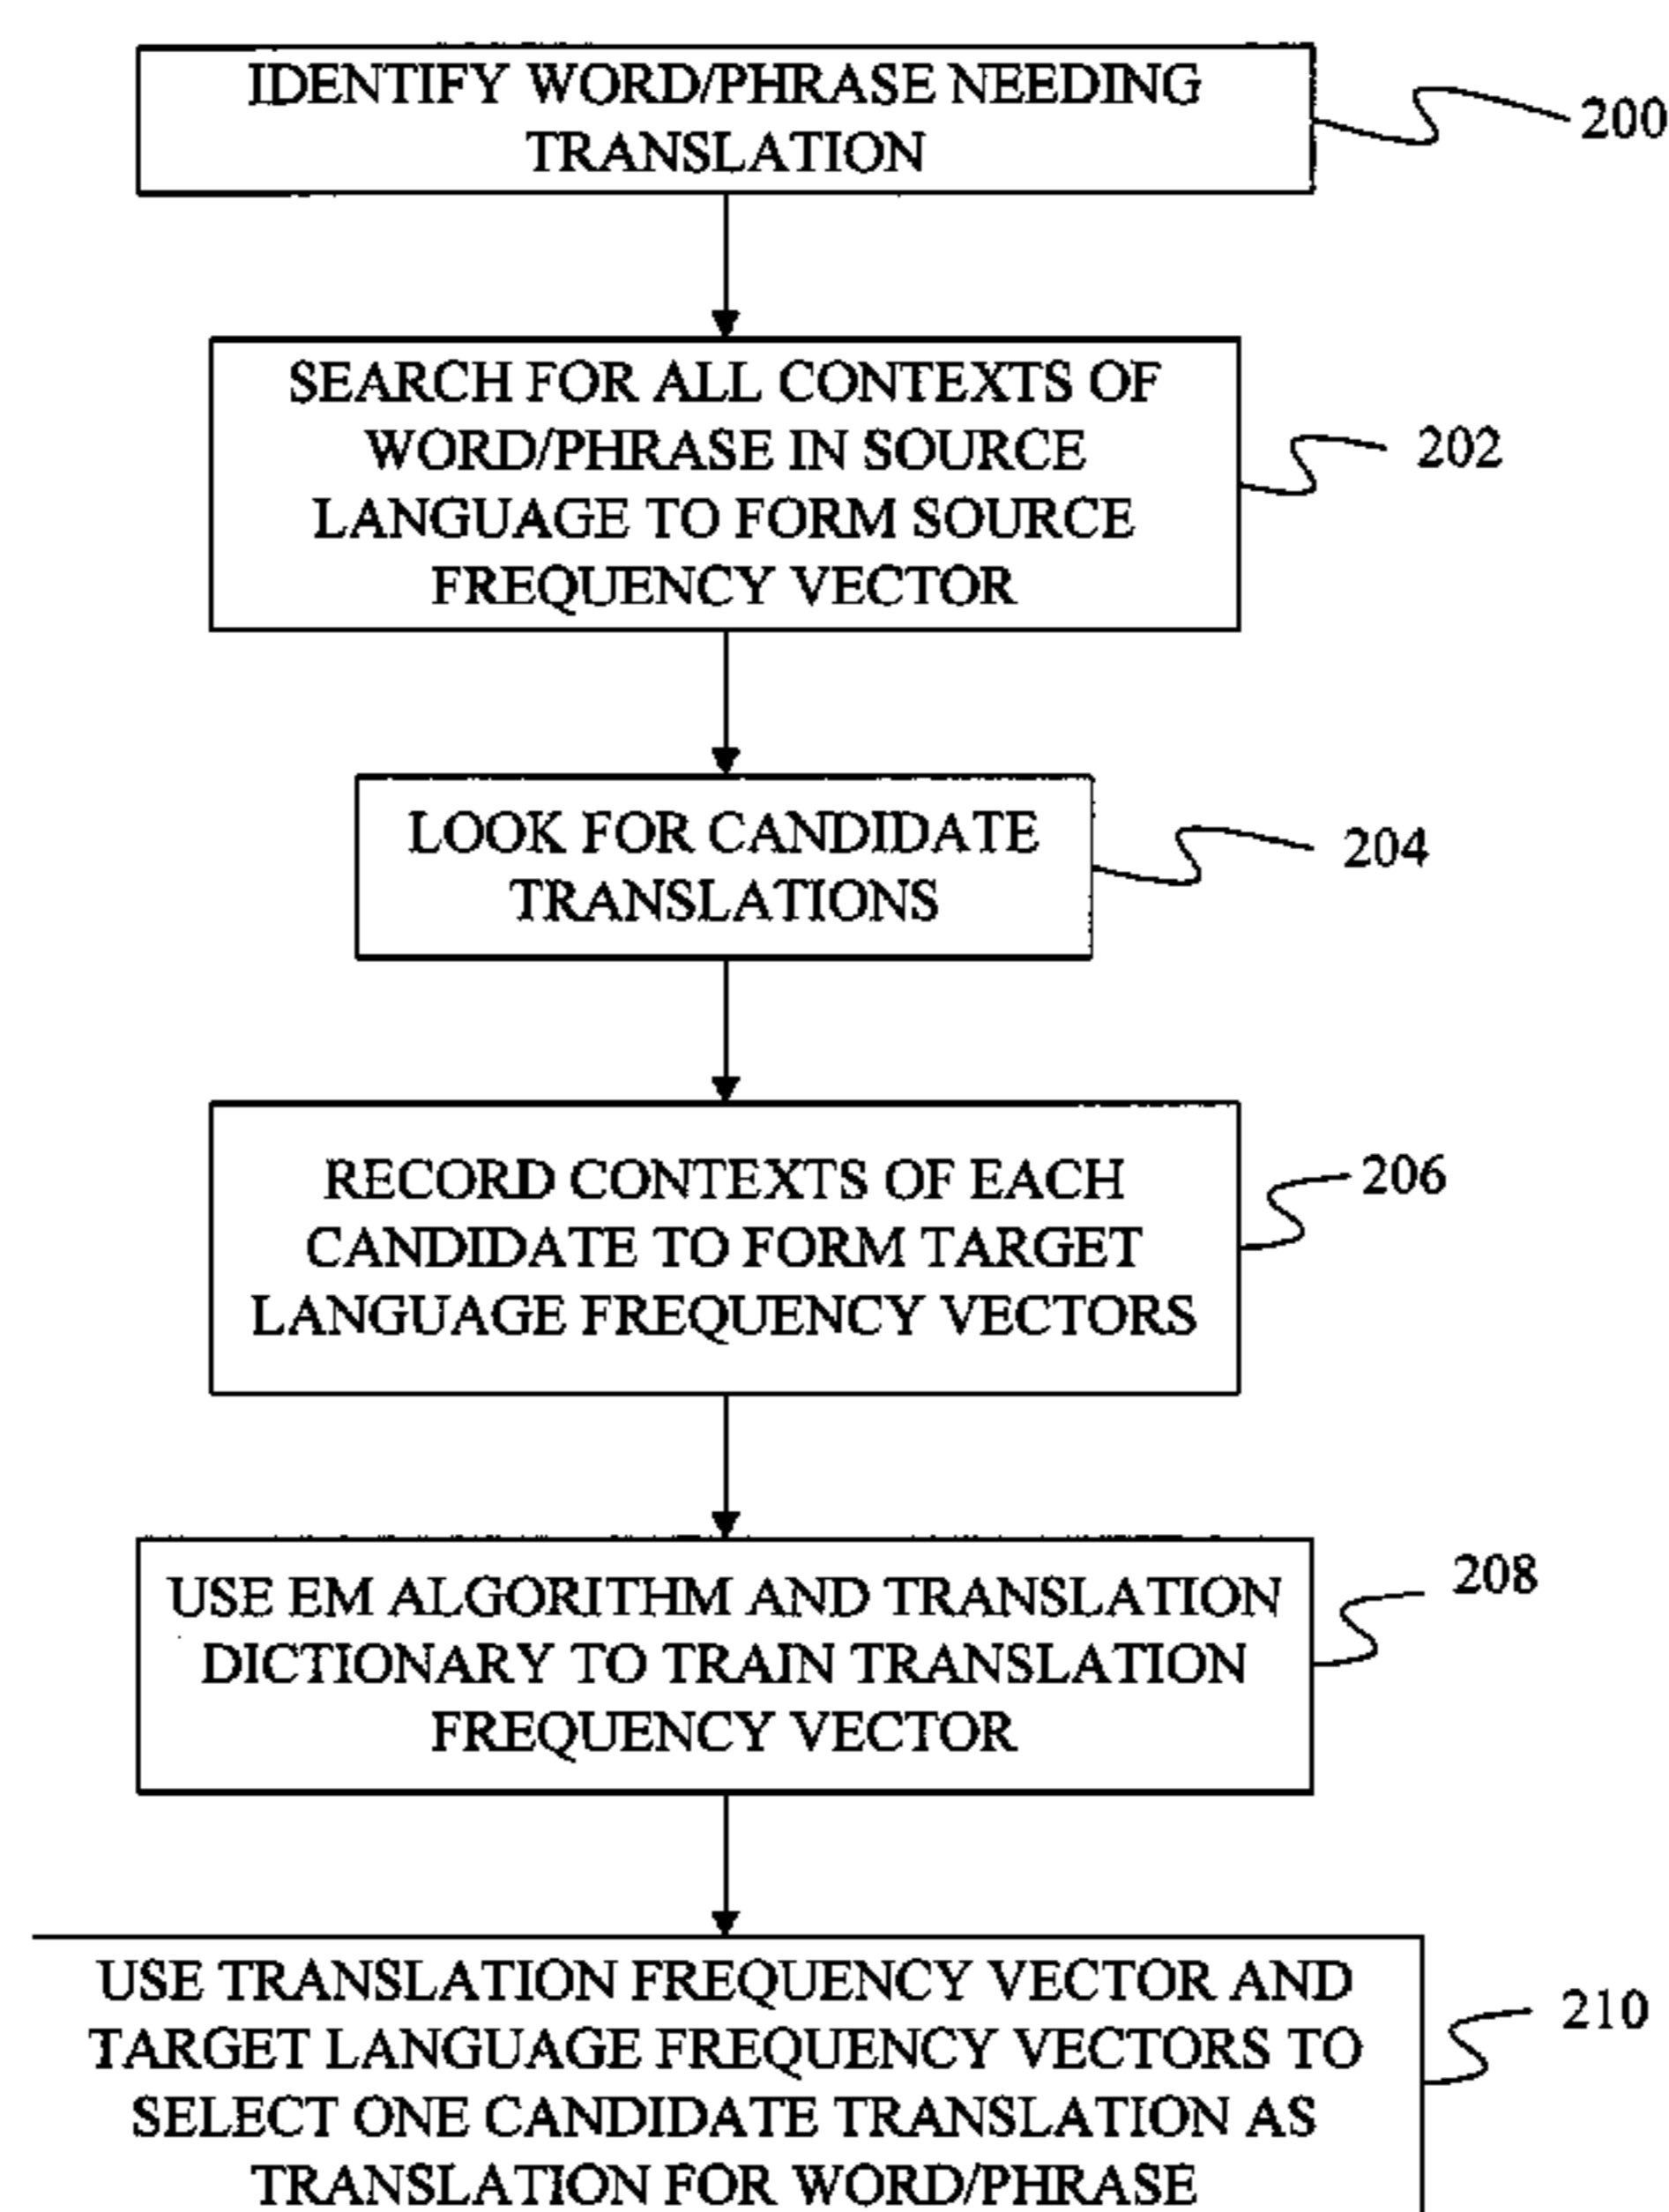 IDENTIFY WORD/PHRASE NEEDING
TRANSLATION
200
SEARCH FOR ALL CONTEXTS OF
WORD/PHRASE IN SOURCE
LANGUAGE TO FORM SOURCE
FREQUENCY VECTOR
202
LOOK FOR CANDIDATE
TRANSLATIONS
204
RECORD CONTEXTS OF EACH
CANDIDATE TO FORM TARGET
LANGUAGE FREQUENCY VECTORS
206
USE EM ALGORITHM AND TRANSLATION
DICTIONARY TO TRAIN TRANSLATION
FREQUENCY VECTOR
208
USE TRANSLATION FREQUENCY VECTOR AND
TARGET LANGUAGE FREQUENCY VECTORS TO
SELECT ONE CANDIDATE TRANSLATION AS
TRANSLATION FOR WORD/PHRASE
210